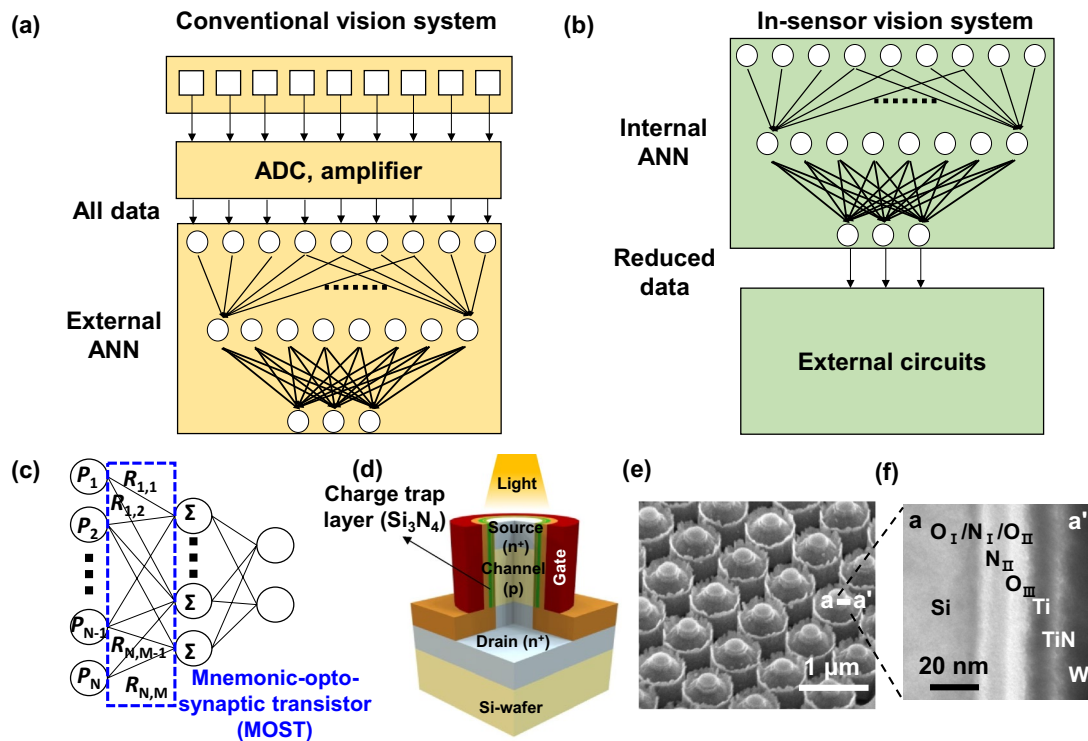 (a)
Conventional vision system
ADC, amplifier
All data
External
ANN
(b)
In-sensor vision system
Internal
ANN
Reduced
data
External circuits
(c)
P1
P2
PN-1
PN
R1,1
R1,2
RN,M-1
RN,M
Σ
Σ
Σ
Mnemonic-opto-
synaptic transistor
(MOST)
(d)
Light
Charge trap
layer (Si3N4)
Source
(n+)
Channel
(p)
Gate
Drain (n+)
Si-wafer
(e)
a a'
1 μm
(f)
a a'
OⅠ/NⅠ/OⅡ
NⅡ
OⅢ
Si
Ti
TiN
W
20 nm